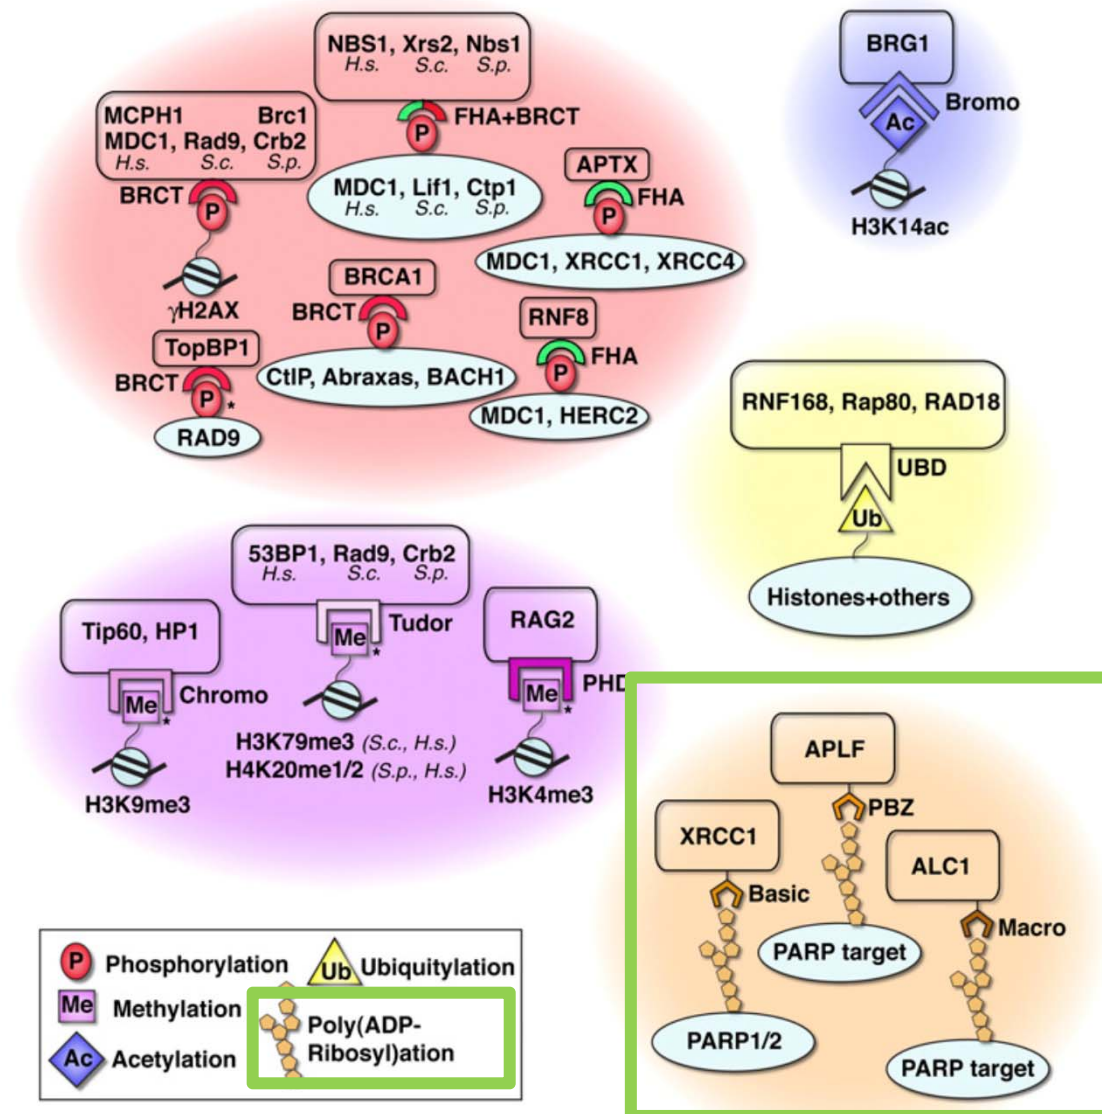 NBS1, Xrs2, Nbs1
H.s. S.c. S.p.
FHA+BRCT
P
MDC1, Lif1, Ctp1
H.s. S.c. S.p.
MCPH1 Brc1
MDC1, Rad9, Crb2
H.s. S.c. S.p.
BRCT
P
γH2AX
APTX
FHA
P
MDC1, XRCC1, XRCC4
BRCA1
BRCT
P
CtIP, Abraxas, BACH1
RNF8
FHA
P
MDC1, HERC2
TopBP1
BRCT
P *
RAD9
BRG1
Bromo
Ac
H3K14ac
RNF168, Rap80, RAD18
UBD
Ub
Histones+others
53BP1, Rad9, Crb2
H.s. S.c. S.p.
Tudor
Me *
H3K79me3 (S.c., H.s.)
H4K20me1/2 (S.p., H.s.)
Tip60, HP1
Chromo
Me *
H3K9me3
RAG2
PHD
Me *
H3K4me3
APLF
PBZ
PARP target
XRCC1
Basic
PARP1/2
ALC1
Macro
PARP target
P Phosphorylation
Ub Ubiquitylation
Me Methylation
Poly(ADP-
Ribosyl)ation
Ac Acetylation